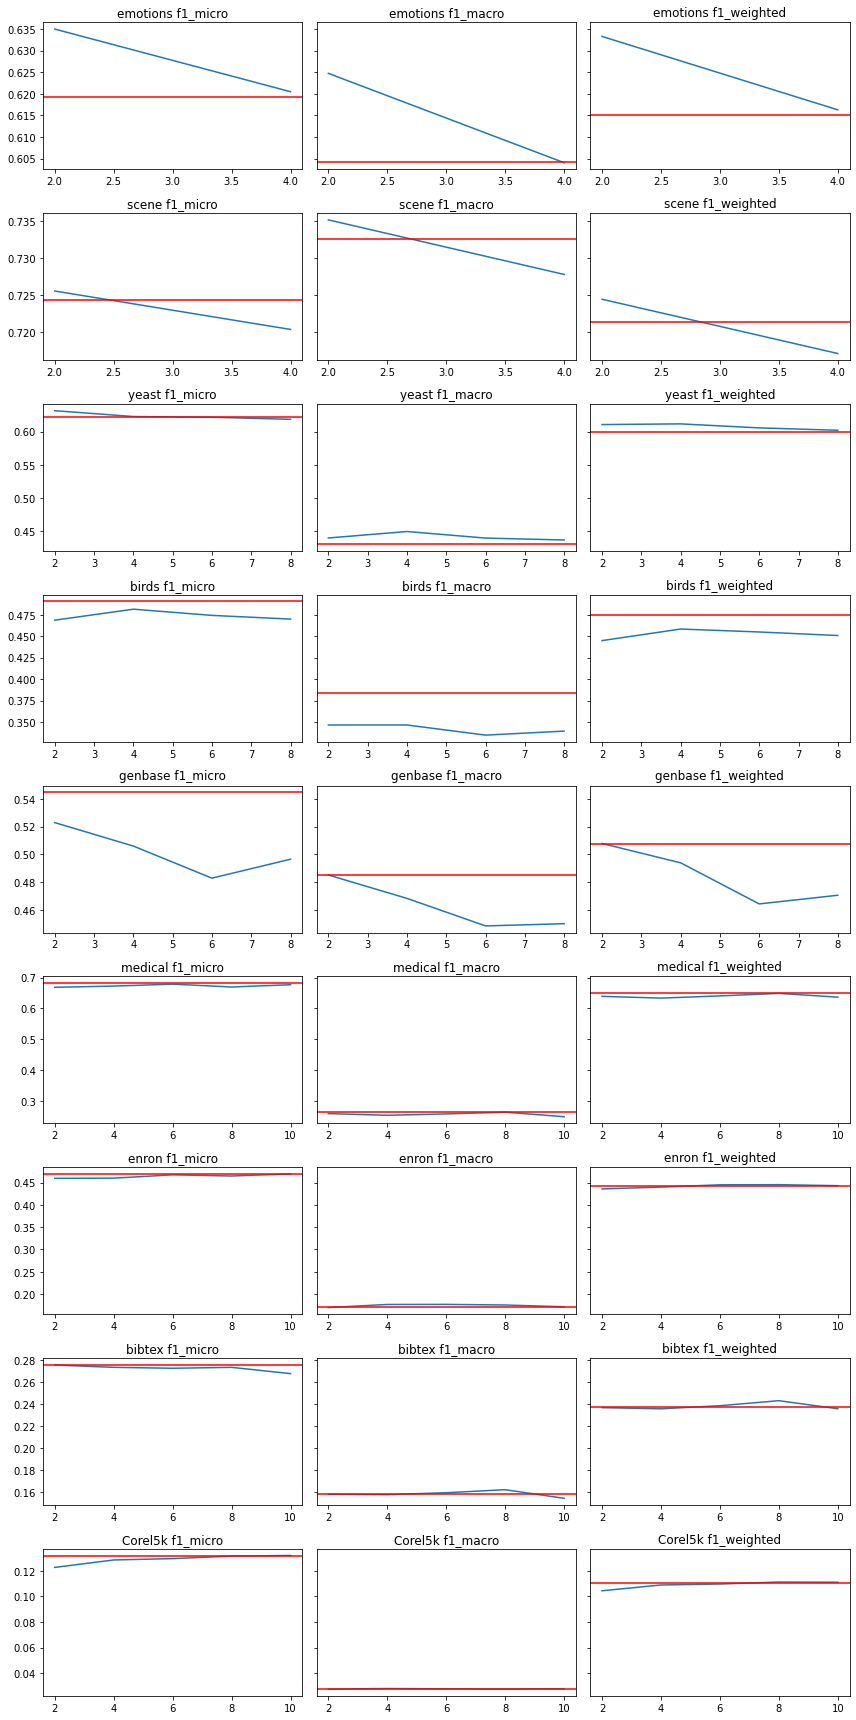 emotions f1_micro emotions f1_macro emotions f1_weighted
0.635
0.630
0.625
0.620
0.615
0.610
0.605
2.0 2.5 3.0 3.5 4.0 2.0 2.5 3.0 3.5 4.0 2.0 2.5 3.0 3.5 4.0
scene f1_micro scene f1_macro scene f1_weighted
0.735
0.730
0.725
0.720
2.0 2.5 3.0 3.5 4.0 2.0 2.5 3.0 3.5 4.0 2.0 2.5 3.0 3.5 4.0
yeast f1_micro yeast f1_macro yeast f1_weighted
0.60
0.55
0.50
0.45
2 3 4 5 6 7 8 2 3 4 5 6 7 8 2 3 4 5 6 7 8
birds f1_micro birds f1_macro birds f1_weighted
0.475
0.450
0.425
0.400
0.375
0.350
2 3 4 5 6 7 8 2 3 4 5 6 7 8 2 3 4 5 6 7 8
genbase f1_micro genbase f1_macro genbase f1_weighted
0.54
0.52
0.50
0.48
0.46
2 3 4 5 6 7 8 2 3 4 5 6 7 8 2 3 4 5 6 7 8
medical f1_micro medical f1_macro medical f1_weighted
0.7
0.6
0.5
0.4
0.3
2 4 6 8 10 2 4 6 8 10 2 4 6 8 10
enron f1_micro enron f1_macro enron f1_weighted
0.45
0.40
0.35
0.30
0.25
0.20
2 4 6 8 10 2 4 6 8 10 2 4 6 8 10
bibtex f1_micro bibtex f1_macro bibtex f1_weighted
0.28
0.26
0.24
0.22
0.20
0.18
0.16
2 4 6 8 10 2 4 6 8 10 2 4 6 8 10
Corel5k f1_micro Corel5k f1_macro Corel5k f1_weighted
0.12
0.10
0.08
0.06
0.04
2 4 6 8 10 2 4 6 8 10 2 4 6 8 10